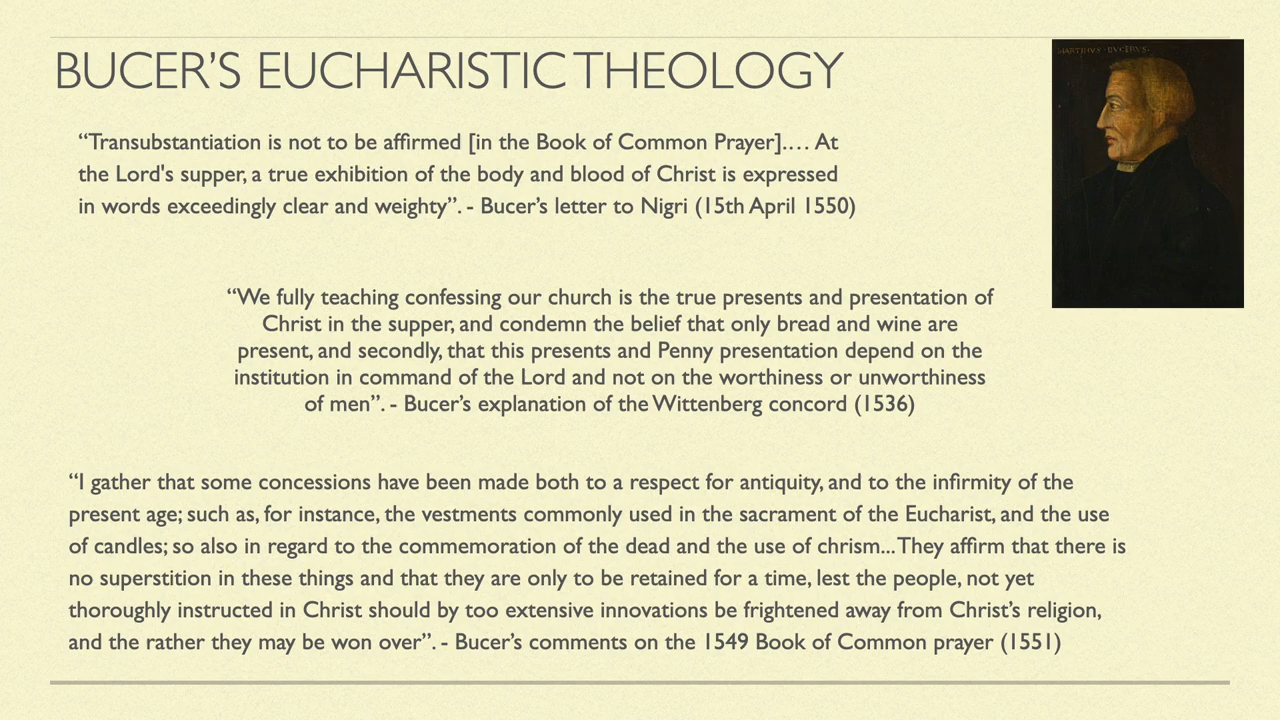 BUCER’S EUCHARISTIC THEOLOGY
MARTINVS · BVCERVS ·
“Transubstantiation is not to be affirmed [in the Book of Common Prayer].… At
the Lord's supper, a true exhibition of the body and blood of Christ is expressed
in words exceedingly clear and weighty”. - Bucer’s letter to Nigri (15th April 1550)
“We fully teaching confessing our church is the true presents and presentation of
Christ in the supper, and condemn the belief that only bread and wine are
present, and secondly, that this presents and Penny presentation depend on the
institution in command of the Lord and not on the worthiness or unworthiness
of men”. - Bucer’s explanation of the Wittenberg concord (1536)
“I gather that some concessions have been made both to a respect for antiquity, and to the infirmity of the
present age; such as, for instance, the vestments commonly used in the sacrament of the Eucharist, and the use
of candles; so also in regard to the commemoration of the dead and the use of chrism... They affirm that there is
no superstition in these things and that they are only to be retained for a time, lest the people, not yet
thoroughly instructed in Christ should by too extensive innovations be frightened away from Christ’s religion,
and the rather they may be won over”. - Bucer’s comments on the 1549 Book of Common prayer (1551)